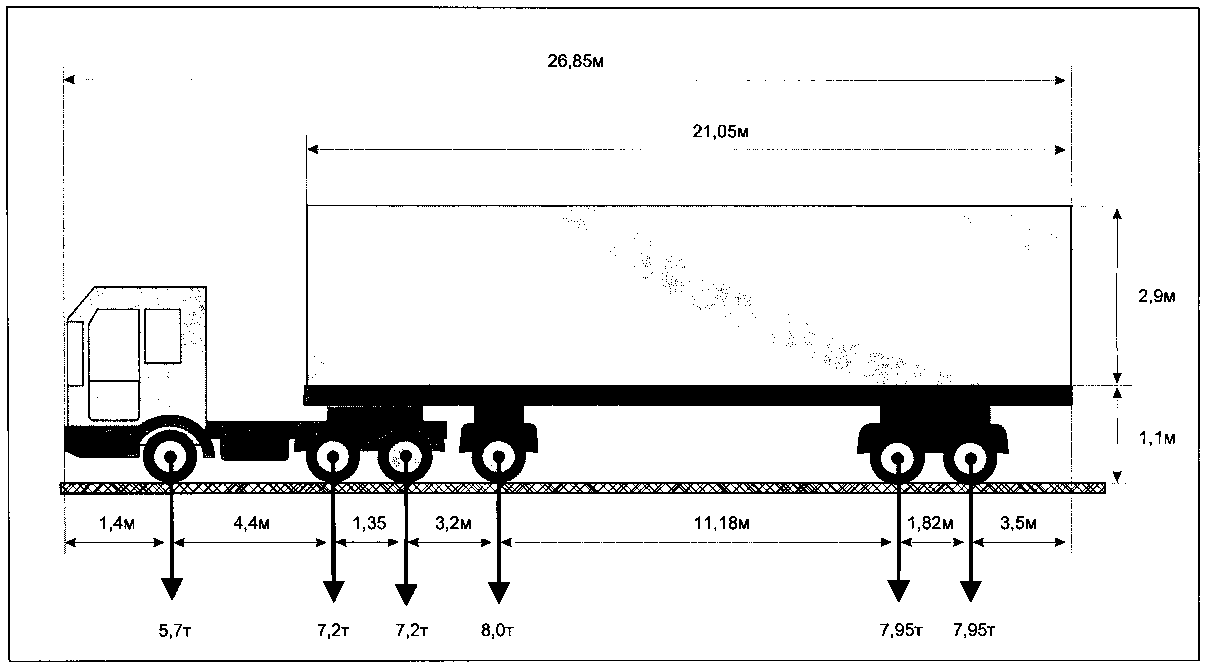 26,85м
21,05м
2,9м
1,1м
1,4м
4,4м
1,35
3,2м
11,18м
1,82м
3,5м
5,7т
7,2т
7,2т
8,0т
7,95т
7,95т